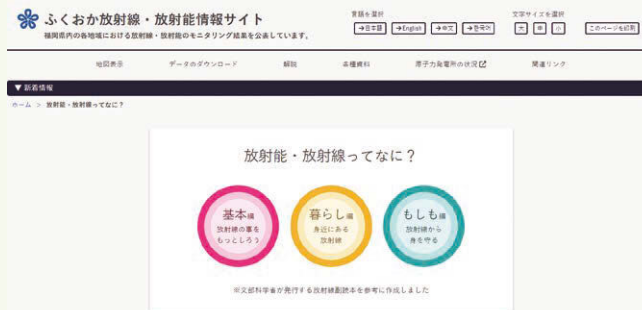 ふくおか放射線・放射能情報サイト
福岡県内の各地域における放射線・放射能のモニタリング結果を公表しています。
言語を選択
→日本語 →English →中文 →한국어
文字サイズを選択
大 中 小
このページを印刷
地図表示 データのダウンロード 解説 各種資料 原子力発電所の状況 関連リンク
▼新着情報
ホーム > 放射能・放射線ってなに？
放射能・放射線ってなに？
基本編
放射線の事を
もっとしろう
暮らし編
身近にある
放射線
もしも編
放射線から
身を守る
※文部科学省が発行する放射線副読本を参考に作成しました